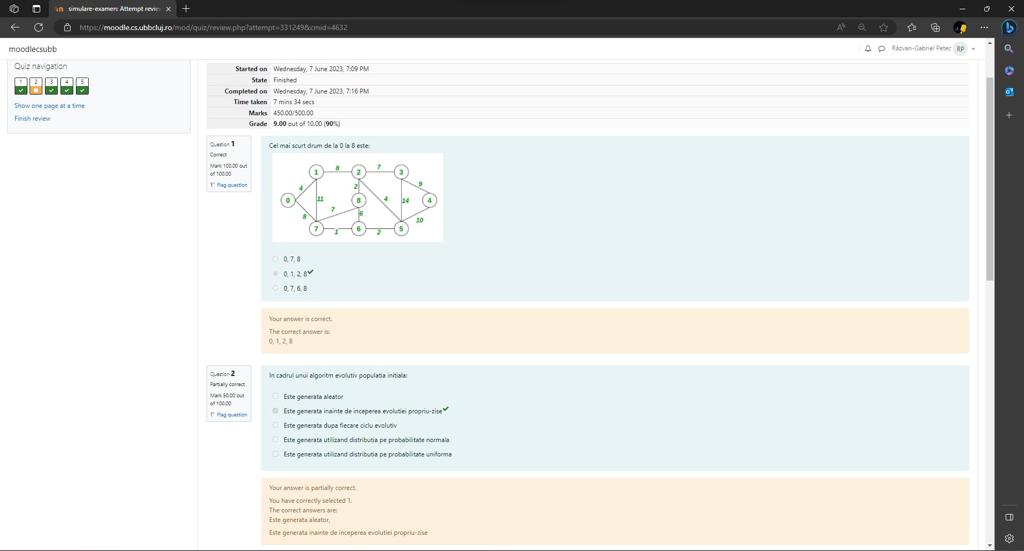 simulare-examen: Attempt revie
https://moodle.cs.ubbcluj.ro/mod/quiz/review.php?attempt=331249&cmid=4632
moodlecsubb
Răzvan-Gabriel Petec
RP
Quiz navigation
1 2 3 4 5
Show one page at a time
Finish review
Started on Wednesday, 7 June 2023, 7:09 PM
State Finished
Completed on Wednesday, 7 June 2023, 7:16 PM
Time taken 7 mins 34 secs
Marks 450.00/500.00
Grade 9.00 out of 10.00 (90%)
Question 1
Correct
Mark 100.00 out
of 100.00
Flag question
Cel mai scurt drum de la 0 la 8 este:
1 8 2 7 3
4 2 9
0 11 8 4 14 4
8 7 6 10
7 1 6 2 5
0, 7, 8
0, 1, 2, 8
0, 7, 6, 8
Your answer is correct.
The correct answer is:
0, 1, 2, 8
Question 2
Partially correct
Mark 50.00 out
of 100.00
Flag question
In cadrul unui algoritm evolutiv populatia initiala:
Este generata aleator
Este generata inainte de inceperea evolutiei propriu-zise
Este generata dupa fiecare ciclu evolutiv
Este generata utilizand distributia pe probabilitate normala
Este generata utilizand distributia pe probabilitate uniforma
Your answer is partially correct.
You have correctly selected 1.
The correct answers are:
Este generata aleator,
Este generata inainte de inceperea evolutiei propriu-zise